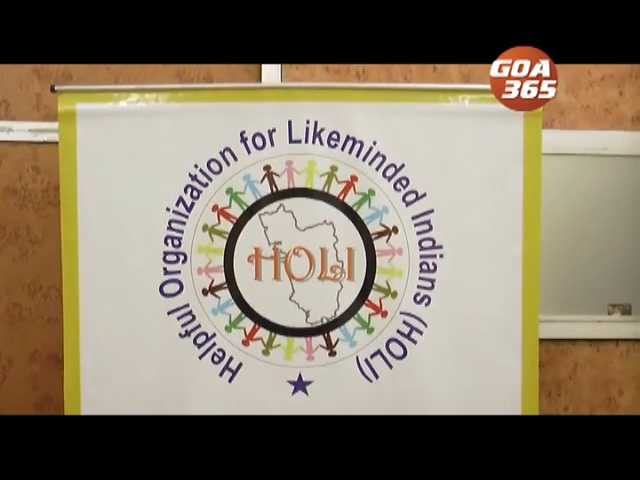 GOA
365
Helpful Organization for Likeminded Indians (HOLI)
HOLI